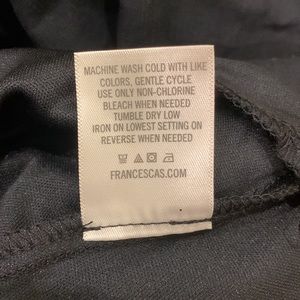 MACHINE WASH COLD WITH LIKE
COLORS, GENTLE CYCLE
USE ONLY NON-CHLORINE
BLEACH WHEN NEEDED
TUMBLE DRY LOW
IRON ON LOWEST SETTING ON
REVERSE WHEN NEEDED
FRANCESCAS.COM